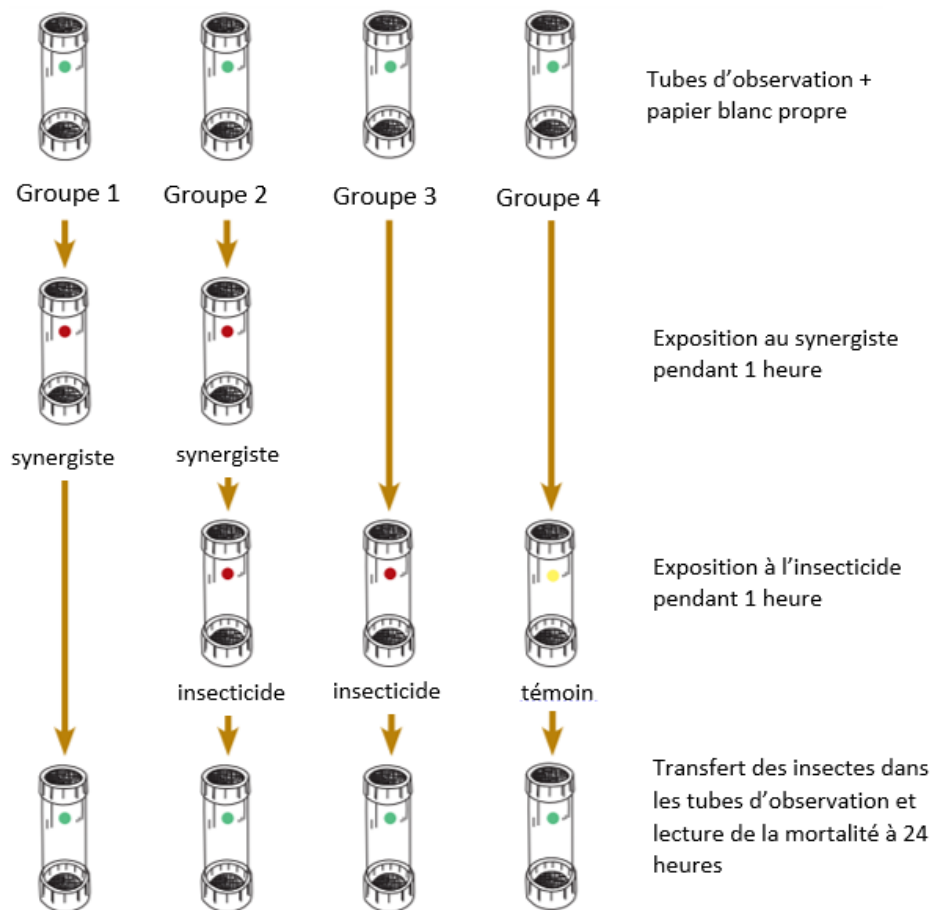 Tubes d’observation +
papier blanc propre
Groupe 1
Groupe 2
Groupe 3
Groupe 4
Exposition au synergiste
pendant 1 heure
synergiste
synergiste
Exposition à l’insecticide
pendant 1 heure
insecticide
insecticide
témoin
Transfert des insectes dans
les tubes d’observation et
lecture de la mortalité à 24
heures